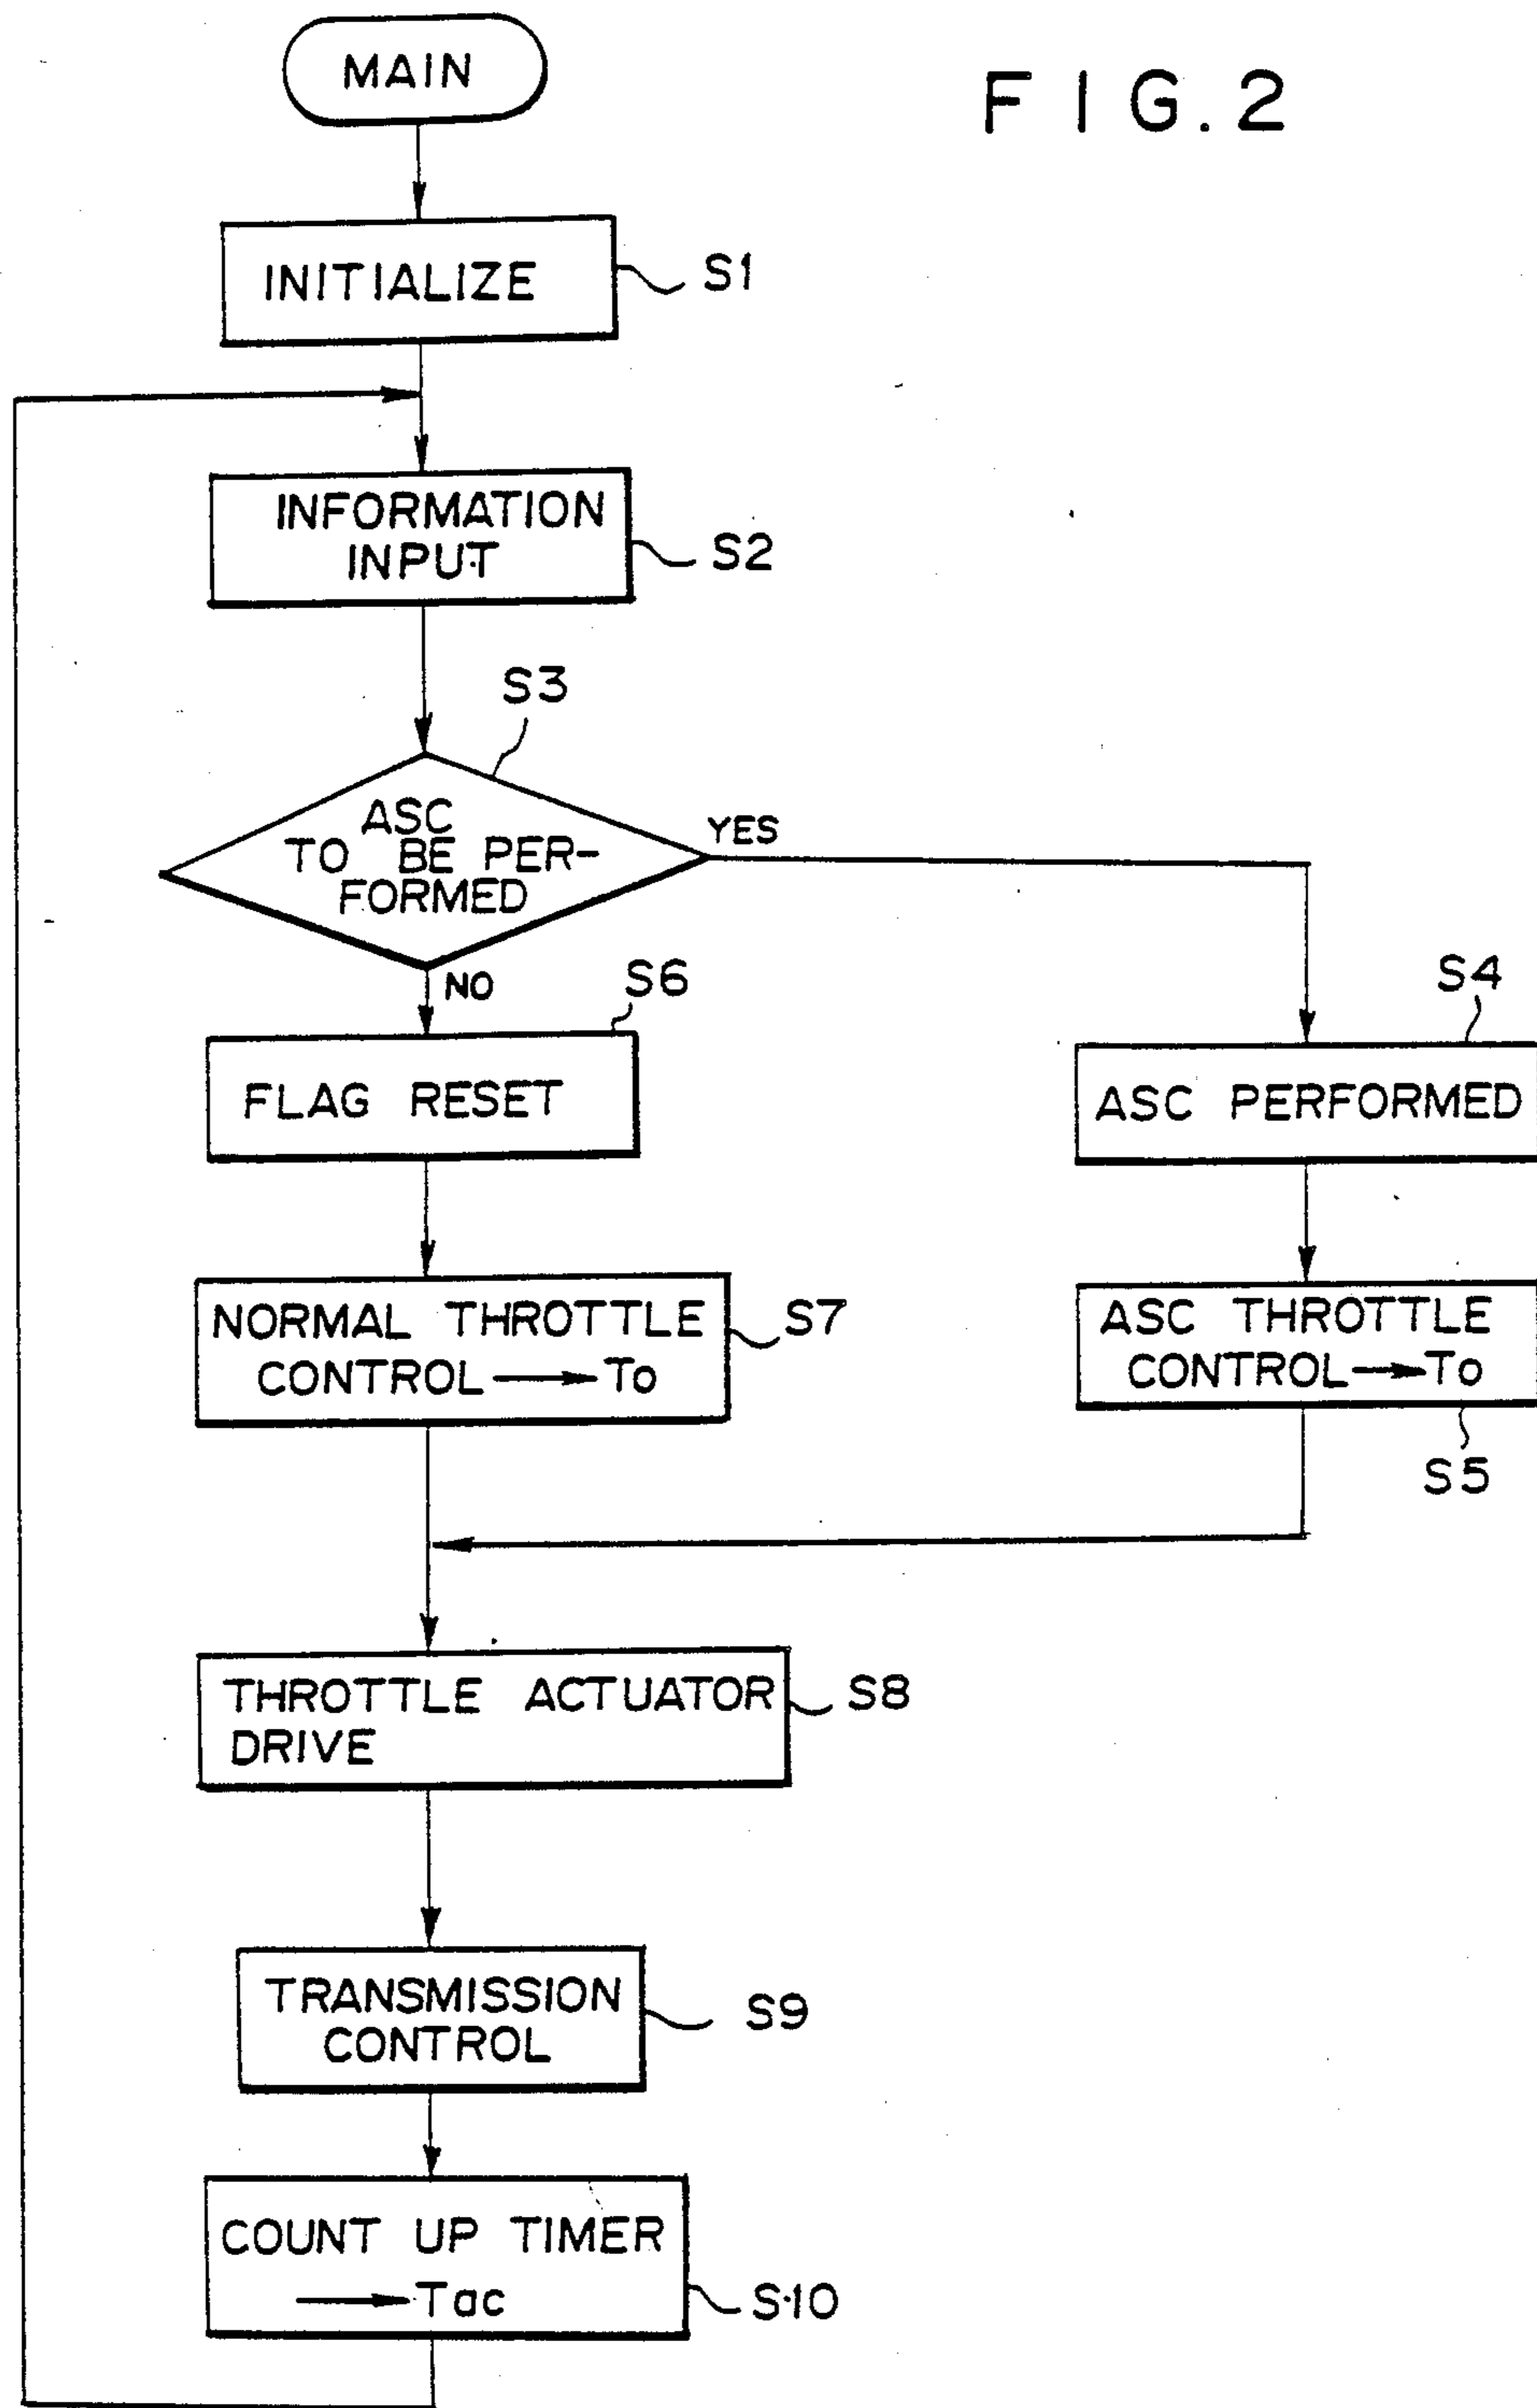 MAIN
FIG. 2
INITIALIZE
S1
INFORMATION
INPUT
S2
S3
ASC
TO BE PER-
FORMED
YES
NO
S6
S4
FLAG RESET
ASC PERFORMED
NORMAL THROTTLE
CONTROL → To
S7
ASC THROTTLE
CONTROL → To
S5
THROTTLE ACTUATOR
DRIVE
S8
TRANSMISSION
CONTROL
S9
COUNT UP TIMER
→ Tac
S10